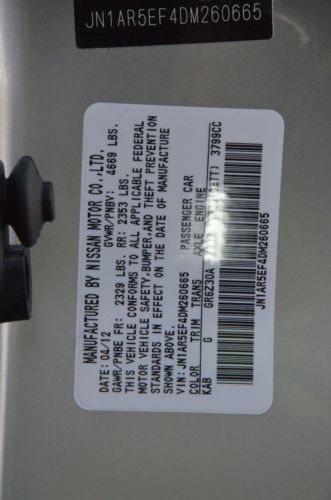 JN1AR5EF4DM260665
MANUFACTURED BY NISSAN MOTOR CO.,LTD.
DATE: 04/12 GVWR/PNBV: 4669 LBS.
GAWR/PNBE FR: 2329 LBS. RR: 2353 LBS.
THIS VEHICLE CONFORMS TO ALL APPLICABLE FEDERAL
MOTOR VEHICLE SAFETY,BUMPER,AND THEFT PREVENTION
STANDARDS IN EFFECT ON THE DATE OF MANUFACTURE
SHOWN ABOVE.
VIN:JN1AR5EF4DM260665 PASSENGER CAR
COLOR TRIM TRANS AXLE ENGINE 3799CC
KAB G GR6Z30A
JN1AR5EF4DM260665